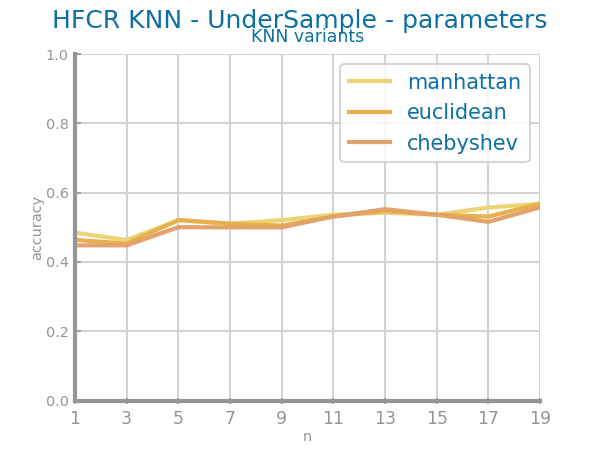 HFCR KNN - UnderSample - parameters
KNN variants
1.0
0.8
0.6
0.4
0.2
0.0
accuracy
manhattan
euclidean
chebyshev
1 3 5 7 9 11 13 15 17 19
n